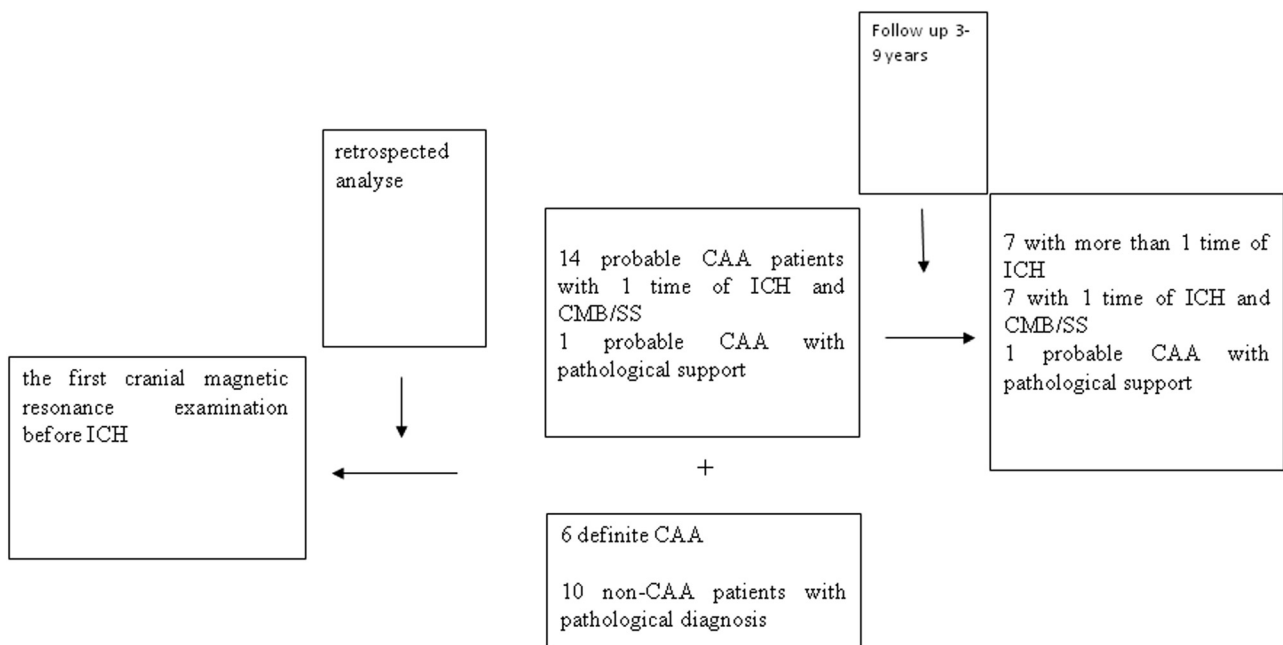 Follow up 3-
9 years
retrospected
analyse
14 probable CAA patients
with 1 time of ICH and
CMB/SS
1 probable CAA with
pathological support
7 with more than 1 time of
ICH
7 with 1 time of ICH and
CMB/SS
1 probable CAA with
pathological support
the first cranial magnetic
resonance examination
before ICH
+
6 definite CAA
10 non-CAA patients with
pathological diagnosis